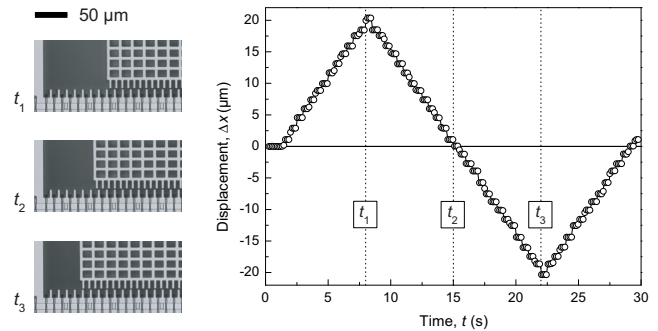 50 μm
t1
t2
t3
Displacement, Δx (μm)
20
15
10
5
0
-5
-10
-15
-20
t1
t2
t3
0
5
10
15
20
25
30
Time, t (s)